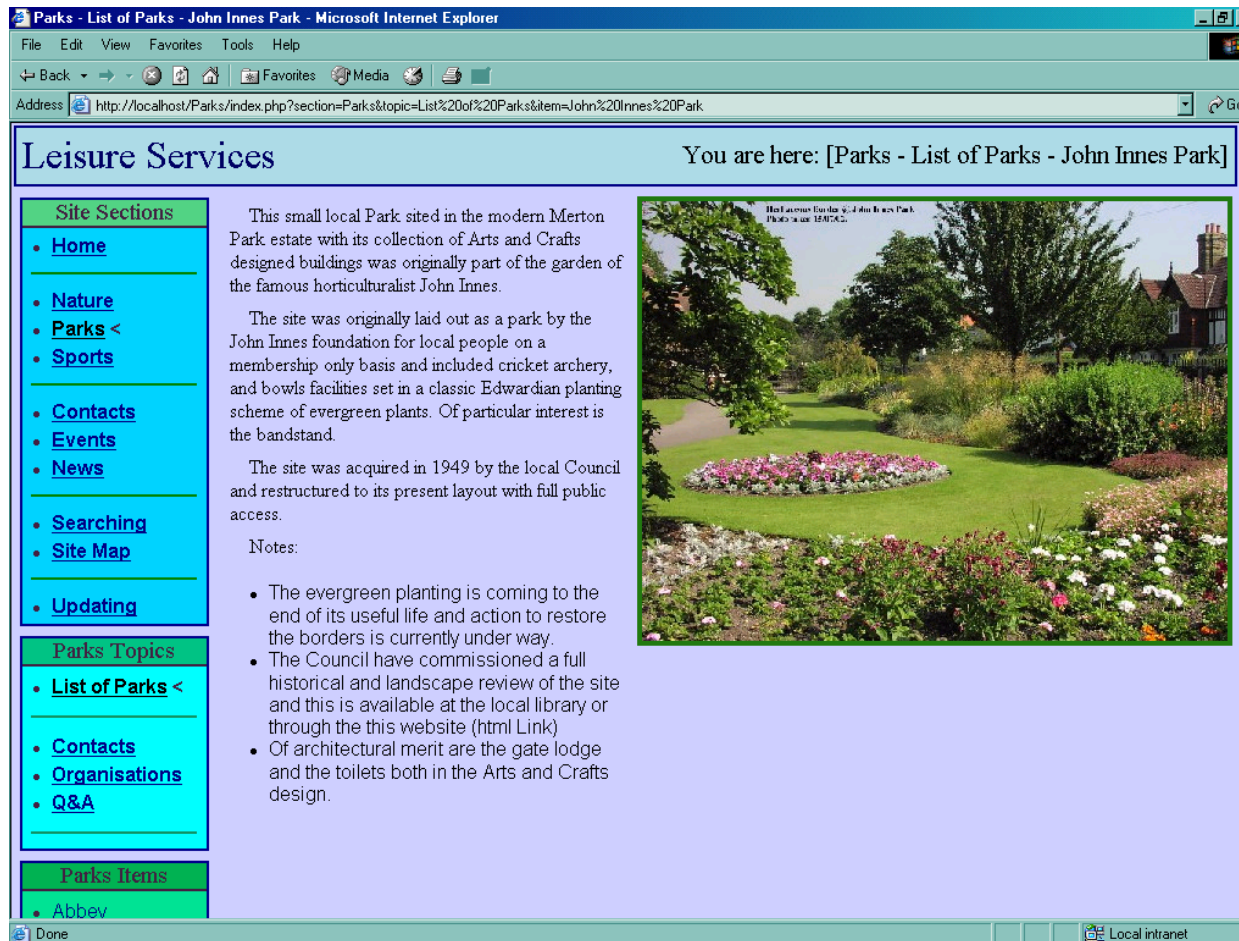 Parks - List of Parks - John Innes Park - Microsoft Internet Explorer
File Edit View Favorites Tools Help
Back Favorites Media
Address http://localhost/Parks/index.php?section=Parks&topic=List%20of%20Parks&item=John%20Innes%20Park Go
Leisure Services
You are here: [Parks - List of Parks - John Innes Park]
Site Sections
Home
Nature
Parks <
Sports
Contacts
Events
News
Searching
Site Map
Updating
Parks Topics
List of Parks <
Contacts
Organisations
Q&A
Parks Items
Abbey
This small local Park sited in the modern Merton
Park estate with its collection of Arts and Crafts
designed buildings was originally part of the garden of
the famous horticulturalist John Innes.
The site was originally laid out as a park by the
John Innes foundation for local people on a
membership only basis and included cricket archery,
and bowls facilities set in a classic Edwardian planting
scheme of evergreen plants. Of particular interest is
the bandstand.
The site was acquired in 1949 by the local Council
and restructured to its present layout with full public
access.
Notes:
• The evergreen planting is coming to the
end of its useful life and action to restore
the borders is currently under way.
• The Council have commissioned a full
historical and landscape review of the site
and this is available at the local library or
through the this website (html Link)
• Of architectural merit are the gate lodge
and the toilets both in the Arts and Crafts
design.
Herbaceous Border @ John Innes Park
Photo taken
Done
Local intranet